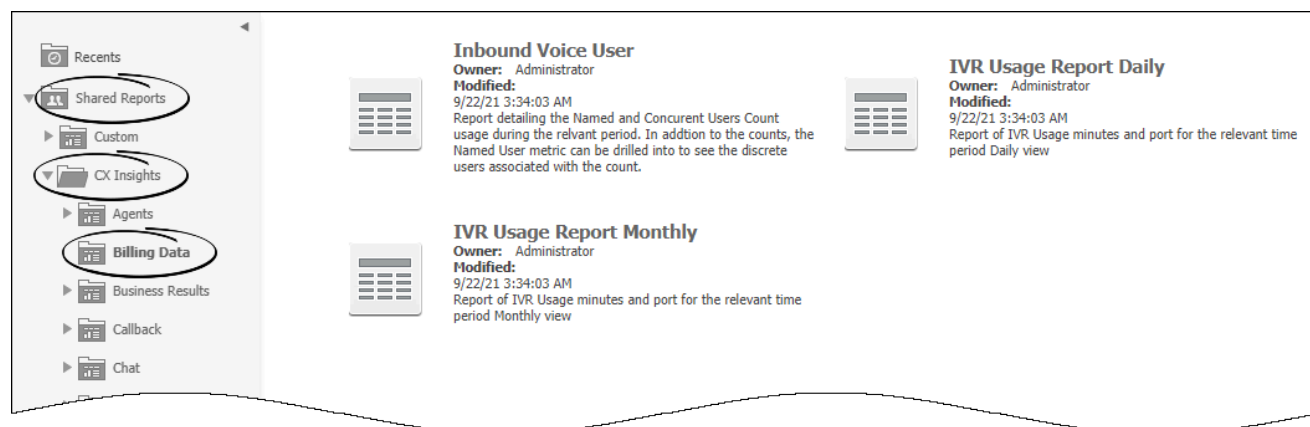 Recents
Shared Reports
Custom
CX Insights
Agents
Billing Data
Business Results
Callback
Chat
Inbound Voice User
Owner: Administrator
Modified:
9/22/21 3:34:03 AM
Report detailing the Named and Concurent Users Count
usage during the relvant period. In addtion to the counts, the
Named User metric can be drilled into to see the discrete
users associated with the count.
IVR Usage Report Daily
Owner: Administrator
Modified:
9/22/21 3:34:03 AM
Report of IVR Usage minutes and port for the relevant time
period Daily view
IVR Usage Report Monthly
Owner: Administrator
Modified:
9/22/21 3:34:03 AM
Report of IVR Usage minutes and port for the relevant time
period Monthly view